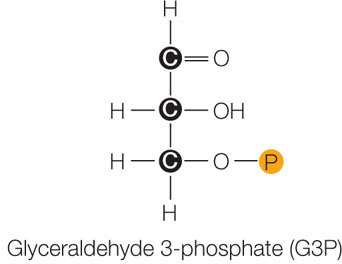 H
C=O
H—C—OH
H—C—O—P
H
Glyceraldehyde 3-phosphate (G3P)